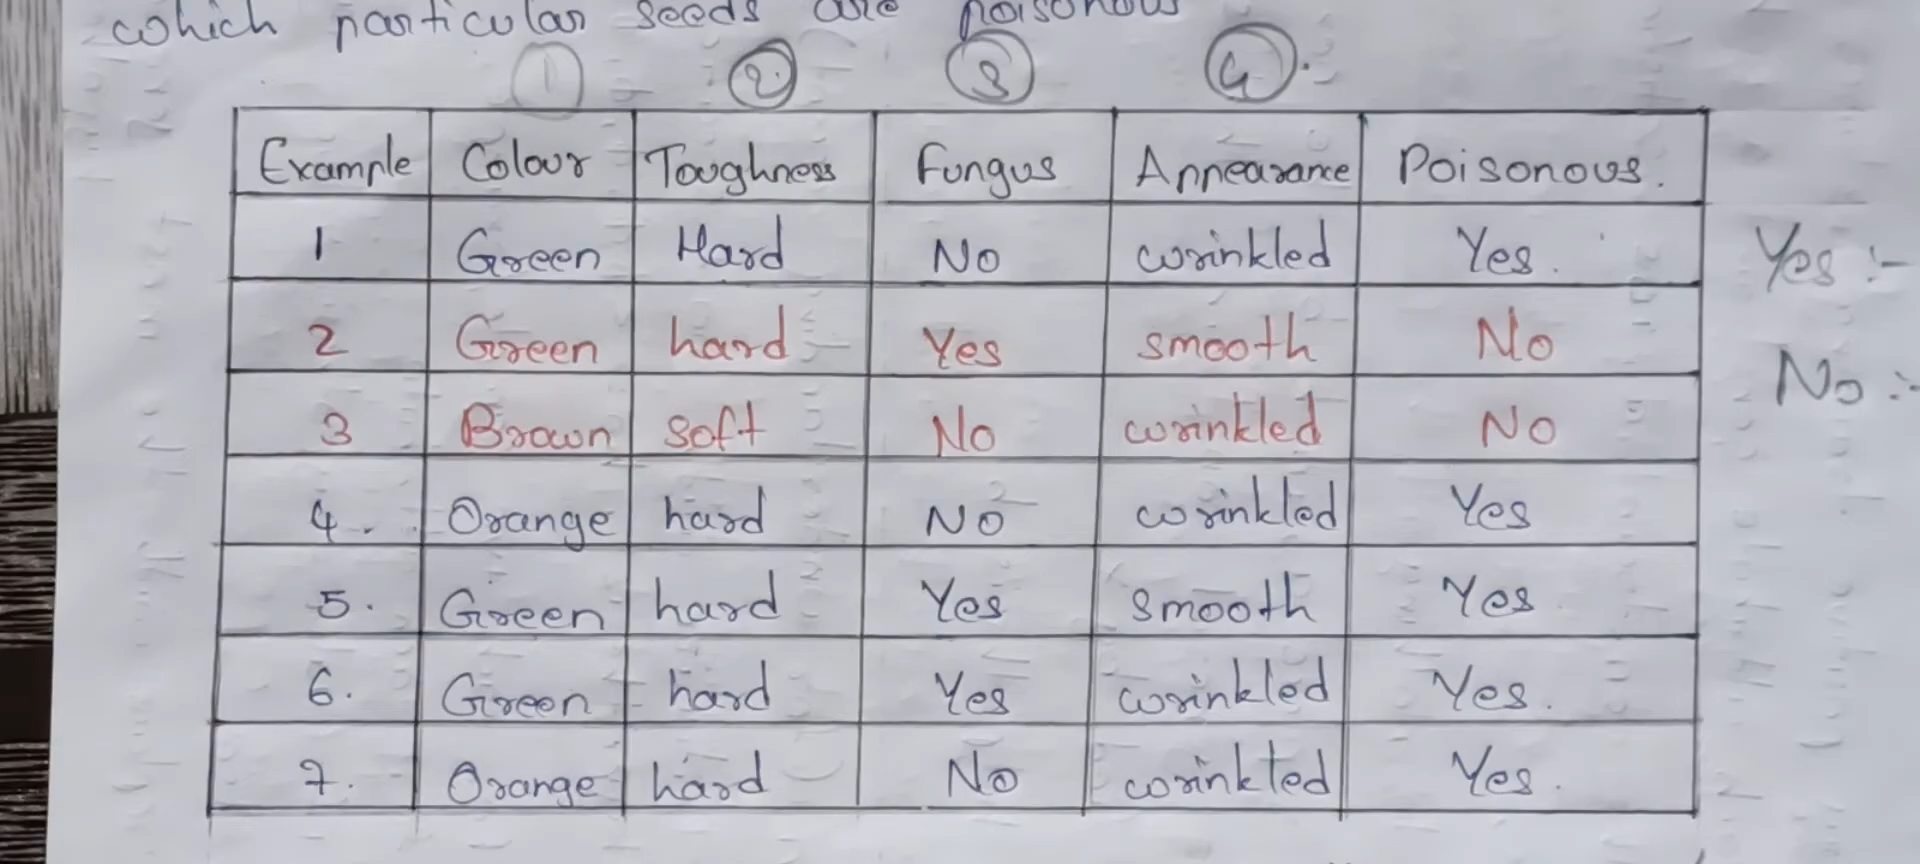 which particular seeds are poisonous
1 2 3 4.
Example Colour Toughness Fungus Appearance Poisonous.
1 Green Hard No wrinkled Yes.
2 Green hard Yes smooth No
3 Brown soft No wrinkled No
4. Orange hard No wrinkled Yes
5. Green hard Yes smooth Yes
6. Green hard Yes wrinkled Yes.
7. Orange hard No wrinkled Yes.
Yes :-
No :-